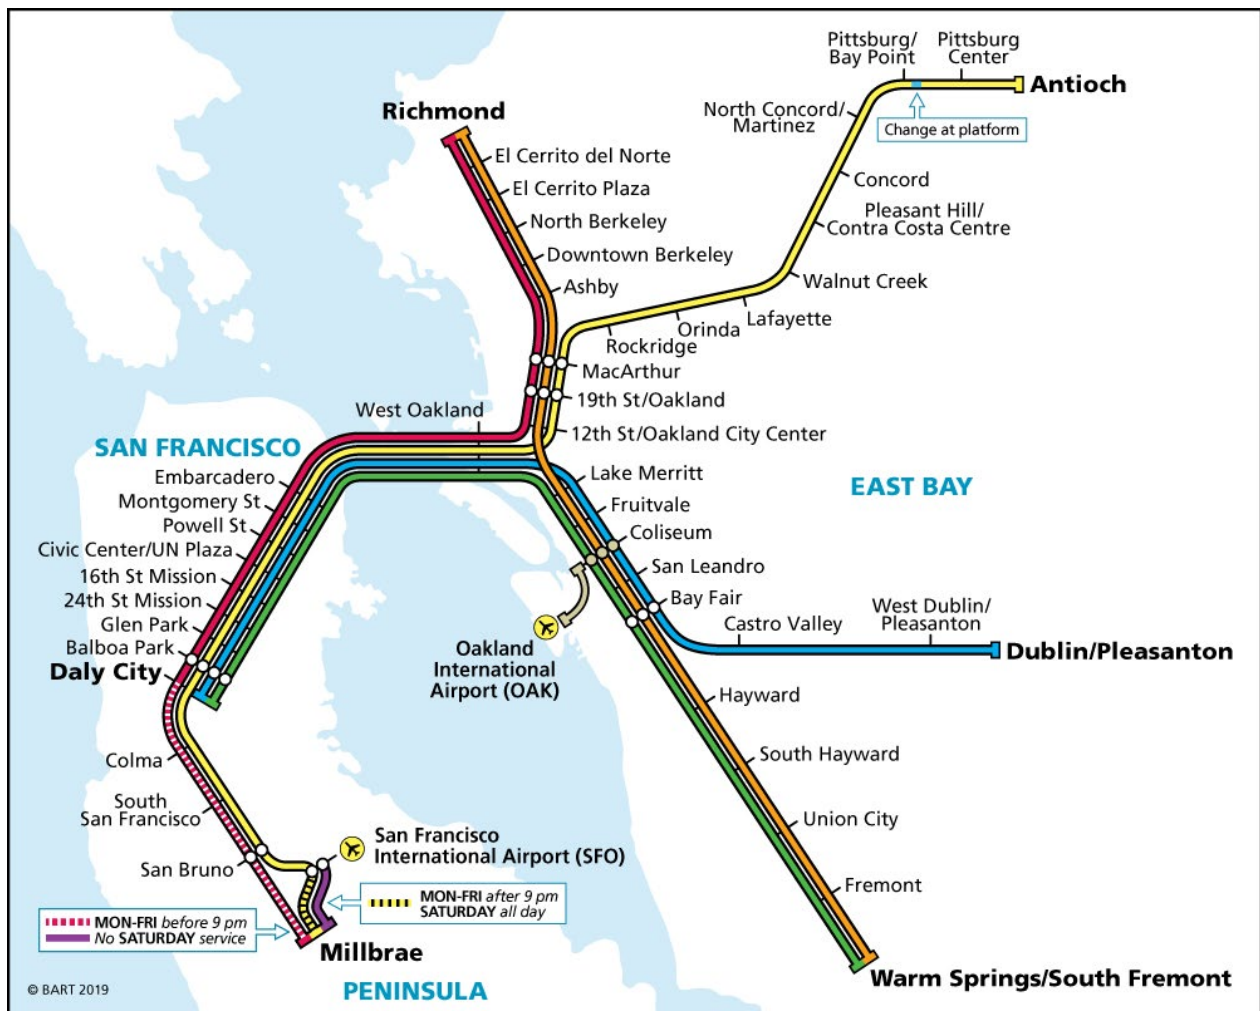 Pittsburg/
Bay Point
Pittsburg
Center
Antioch
Richmond
North Concord/
Martinez
Change at platform
El Cerrito del Norte
Concord
El Cerrito Plaza
Pleasant Hill/
Contra Costa Centre
North Berkeley
Downtown Berkeley
Walnut Creek
Ashby
Lafayette
Orinda
Rockridge
MacArthur
19th St/Oakland
West Oakland
12th St/Oakland City Center
SAN FRANCISCO
Embarcadero
Lake Merritt
EAST BAY
Montgomery St
Fruitvale
Powell St
Coliseum
Civic Center/UN Plaza
San Leandro
16th St Mission
Bay Fair
24th St Mission
West Dublin/
Pleasanton
Glen Park
Castro Valley
Balboa Park
Oakland
International
Airport (OAK)
Dublin/Pleasanton
Daly City
Hayward
Colma
South Hayward
South
San Francisco
Union City
San Francisco
International Airport (SFO)
San Bruno
Fremont
MON-FRI after 9 pm
SATURDAY all day
MON-FRI before 9 pm
No SATURDAY service
Millbrae
Warm Springs/South Fremont
© BART 2019
PENINSULA